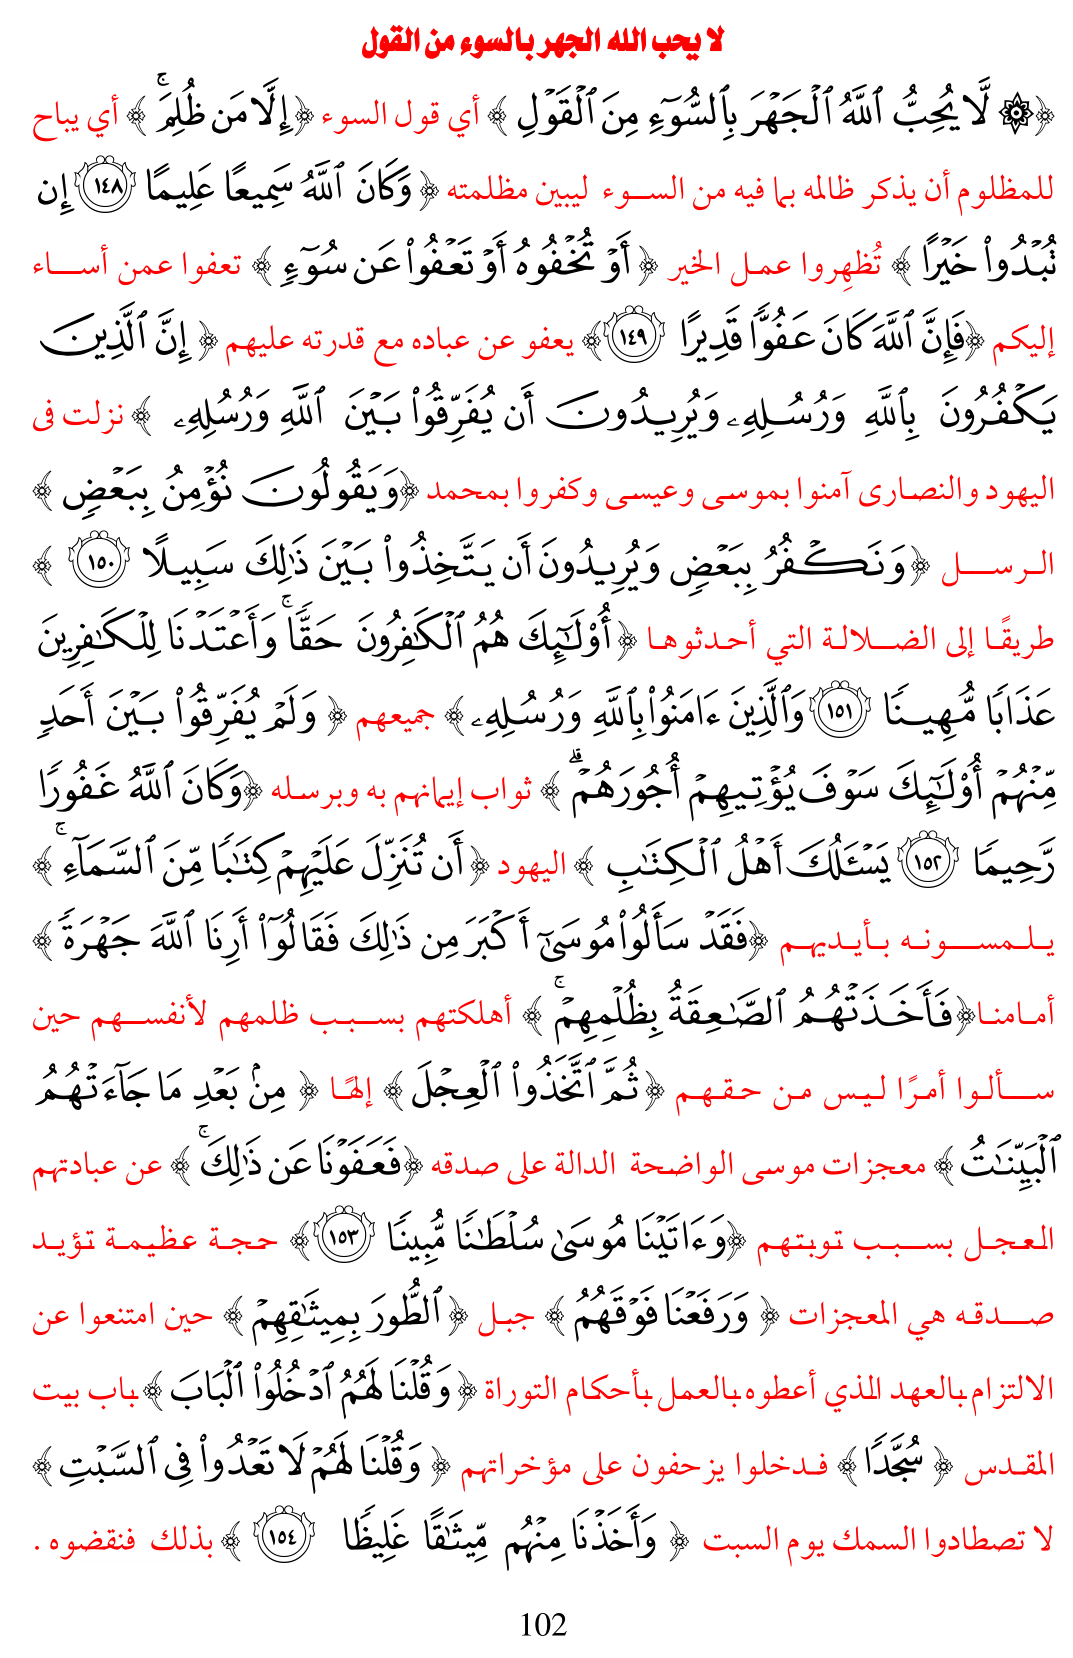 لا يحب الله الجهر بالسوء من القول
﴿۞ لَّا يُحِبُّ ٱللَّهُ ٱلْجَهْرَ بِٱلسُّوٓءِ مِنَ ٱلْقَوْلِ ﴾ أي قول السوء ﴿إِلَّا مَن ظُلِمَۚ ﴾ أي يباح
للمظلوم أن يذكر ظالمه بما فيه من السوء ليبين مظلمته ﴿ وَكَانَ ٱللَّهُ سَمِيعًا عَلِيمًا ١٤٨ إِن
تُبْدُوا۟ خَيْرًا ﴾ تُظهِروا عمل الخير ﴿ أَوْ تُخْفُوهُ أَوْ تَعْفُوا۟ عَن سُوٓءٍ ﴾ تعفوا عمن أساء
إليكم ﴿فَإِنَّ ٱللَّهَ كَانَ عَفُوًّا قَدِيرًا ١٤٩﴾ يعفو عن عباده مع قدرته عليهم ﴿ إِنَّ ٱلَّذِينَ
يَكْفُرُونَ بِٱللَّهِ وَرُسُلِهِۦ وَيُرِيدُونَ أَن يُفَرِّقُوا۟ بَيْنَ ٱللَّهِ وَرُسُلِهِۦ ﴾ نزلت فى
اليهود والنصارى آمنوا بموسى وعيسى وكفروا بمحمد ﴿وَيَقُولُونَ نُؤْمِنُ بِبَعْضٍ ﴾
الرسل ﴿وَنَكْفُرُ بِبَعْضٍ وَيُرِيدُونَ أَن يَتَّخِذُوا۟ بَيْنَ ذَٰلِكَ سَبِيلًا ١٥٠ ﴾
طريقًا إلى الضلالة التي أحدثوها ﴿أُو۟لَٰٓئِكَ هُمُ ٱلْكَٰفِرُونَ حَقًّاۚ وَأَعْتَدْنَا لِلْكَٰفِرِينَ
عَذَابًا مُّهِينًا ١٥١ وَٱلَّذِينَ ءَامَنُوا۟ بِٱللَّهِ وَرُسُلِهِۦ ﴾ جميعهم ﴿ وَلَمْ يُفَرِّقُوا۟ بَيْنَ أَحَدٍ
مِّنْهُمْ أُو۟لَٰٓئِكَ سَوْفَ يُؤْتِيهِمْ أُجُورَهُمْۗ ﴾ ثواب إيمانهم به وبرسله ﴿وَكَانَ ٱللَّهُ غَفُورًا
رَّحِيمًا ١٥٢ يَسْـَٔلُكَ أَهْلُ ٱلْكِتَٰبِ ﴾ اليهود ﴿أَن تُنَزِّلَ عَلَيْهِمْ كِتَٰبًا مِّنَ ٱلسَّمَآءِۚ ﴾
يلمسونه بأيديهم ﴿فَقَدْ سَأَلُوا۟ مُوسَىٰٓ أَكْبَرَ مِن ذَٰلِكَ فَقَالُوٓا۟ أَرِنَا ٱللَّهَ جَهْرَةً ﴾
أمامنا﴿فَأَخَذَتْهُمُ ٱلصَّٰعِقَةُ بِظُلْمِهِمْۚ ﴾ أهلكتهم بسبب ظلمهم لأنفسهم حين
سألوا أمرًا ليس من حقهم ﴿ثُمَّ ٱتَّخَذُوا۟ ٱلْعِجْلَ ﴾ إلهًا ﴿ مِنۢ بَعْدِ مَا جَآءَتْهُمُ
ٱلْبَيِّنَٰتُ ﴾ معجزات موسى الواضحة الدالة على صدقه ﴿فَعَفَوْنَا عَن ذَٰلِكَۚ ﴾ عن عبادتهم
العجل بسبب توبتهم ﴿وَءَاتَيْنَا مُوسَىٰ سُلْطَٰنًا مُّبِينًا ١٥٣ ﴾ حجة عظيمة تؤيد
صدقه هي المعجزات ﴿ وَرَفَعْنَا فَوْقَهُمُ ﴾ جبل ﴿ٱلطُّورَ بِمِيثَٰقِهِمْ ﴾ حين امتنعوا عن
الالتزام بالعهد الذي أعطوه بالعمل بأحكام التوراة ﴿وَقُلْنَا لَهُمُ ٱدْخُلُوا۟ ٱلْبَابَ ﴾ باب بيت
المقدس ﴿ سُجَّدًا ﴾ فدخلوا يزحفون على مؤخراتهم ﴿ وَقُلْنَا لَهُمْ لَا تَعْدُوا۟ فِى ٱلسَّبْتِ ﴾
لا تصطادوا السمك يوم السبت ﴿ وَأَخَذْنَا مِنْهُم مِّيثَٰقًا غَلِيظًا ١٥٤ ﴾ بذلك فنقضوه .
102